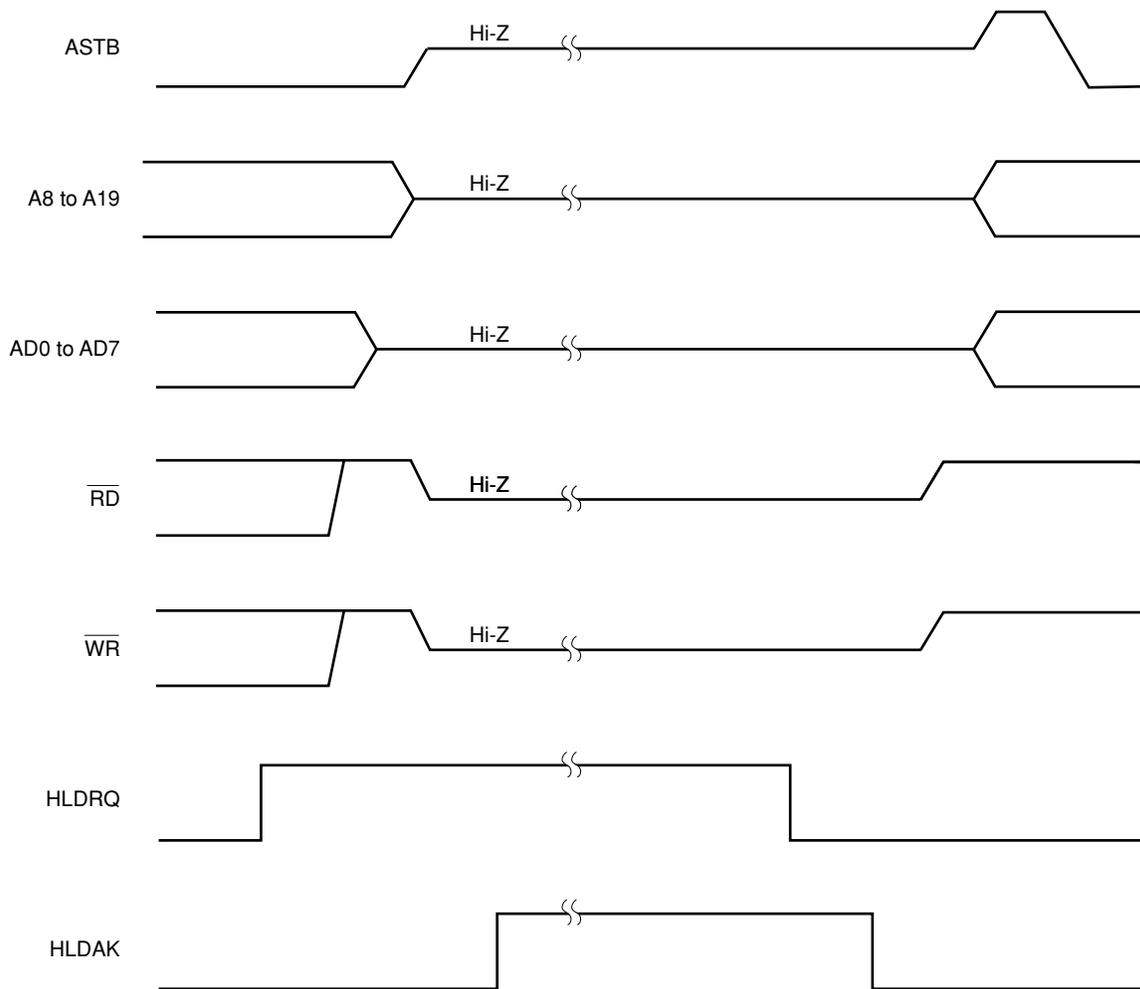 ASTB
Hi-Z
A8 to A19
Hi-Z
AD0 to AD7
Hi-Z
RD
Hi-Z
WR
Hi-Z
HLDRQ
HLDAK